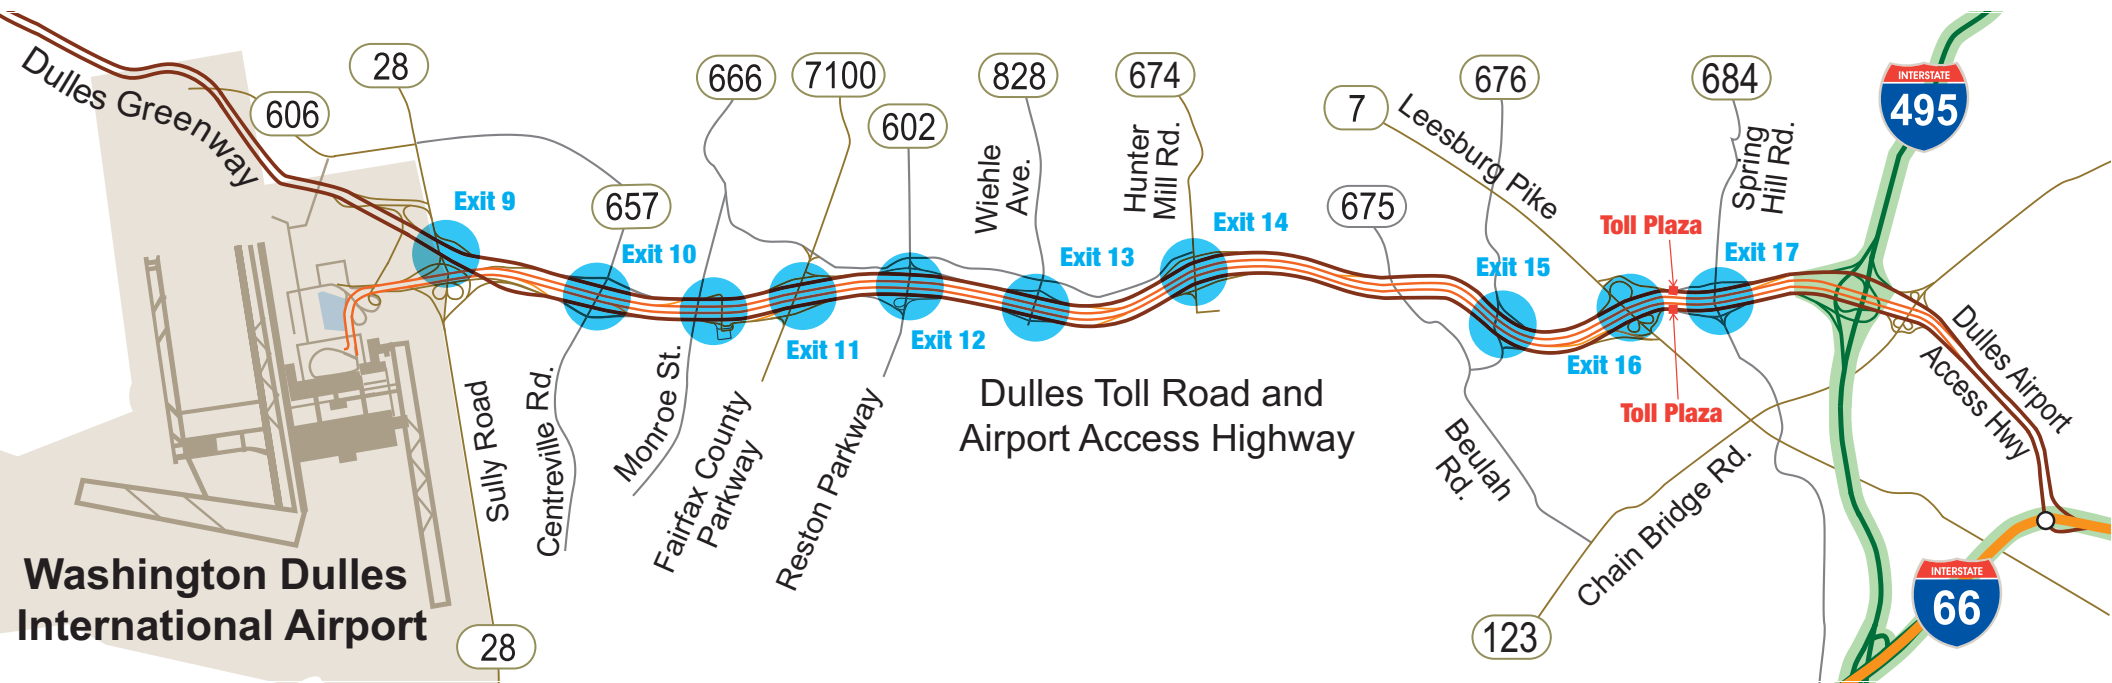 Dulles Greenway
606
28
666
7100
602
828
674
7
676
684
INTERSTATE
495
657
675
Exit 9
Exit 10
Exit 11
Exit 12
Exit 13
Exit 14
Exit 15
Exit 16
Exit 17
Wiehle
Ave.
Hunter
Mill Rd.
Leesburg Pike
Spring
Hill Rd.
Toll Plaza
Toll Plaza
Dulles Airport
Access Hwy
Dulles Toll Road and
Airport Access Highway
Sully Road
Centreville Rd.
Monroe St.
Fairfax County
Parkway
Reston Parkway
Beulah
Rd.
Chain Bridge Rd.
Washington Dulles
International Airport
28
123
INTERSTATE
66